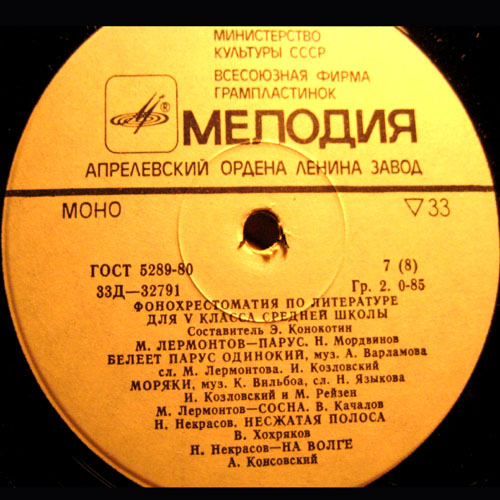 МИНИСТЕРСТВО
КУЛЬТУРЫ СССР
ВСЕСОЮЗНАЯ ФИРМА
ГРАМПЛАСТИНОК
® МЕЛОДИЯ
АПРЕЛЕВСКИЙ ОРДЕНА ЛЕНИНА ЗАВОД
МОНО ▽33
ГОСТ 5289-80 7 (8)
33Д—32791 Гр. 2. 0-85
ФОНОХРЕСТОМАТИЯ ПО ЛИТЕРАТУРЕ
ДЛЯ V КЛАССА СРЕДНЕЙ ШКОЛЫ
Составитель Э. Конокотин
М. ЛЕРМОНТОВ—ПАРУС. Н. Мордвинов
БЕЛЕЕТ ПАРУС ОДИНОКИЙ, муз. А. Варламова
сл. М. Лермонтова. И. Козловский
МОРЯКИ, муз. К. Вильбоа, сл. Н. Языкова
И. Козловский и М. Рейзен
М. Лермонтов—СОСНА. В. Качалов
Н. Некрасов, НЕСЖАТАЯ ПОЛОСА
В. Хохряков
Н. Некрасов—НА ВОЛГЕ
А. Консовский